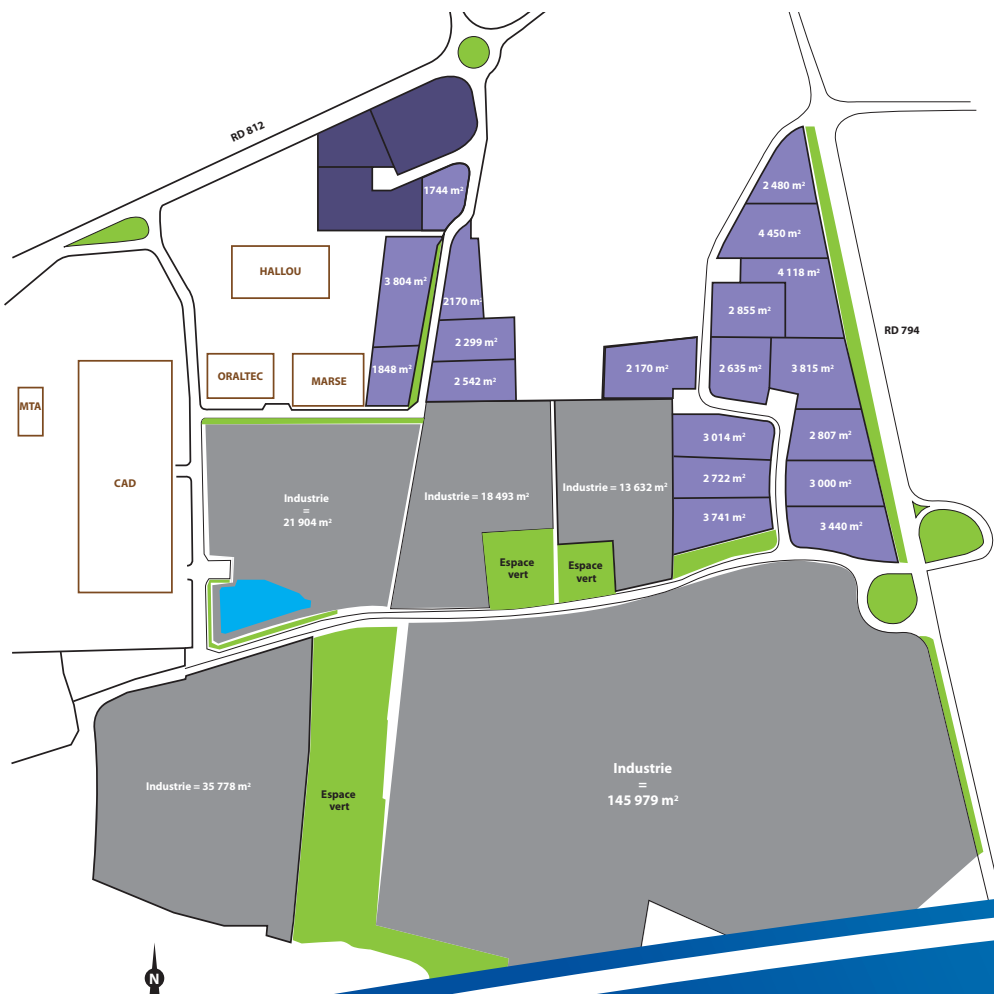 RD 812
2 480 m²
1744 m²
4 450 m²
HALLOU
4 118 m²
3 804 m²
2170 m²
2 855 m²
RD 794
2 299 m²
ORALTEC
MARSE
1848 m²
2 542 m²
2 170 m²
2 635 m²
3 815 m²
MTA
3 014 m²
2 807 m²
CAD
Industrie
=
21 904 m²
Industrie = 18 493 m²
Industrie = 13 632 m²
2 722 m²
3 000 m²
3 741 m²
3 440 m²
Espace
vert
Espace
vert
Industrie = 35 778 m²
Espace
vert
Industrie
=
145 979 m²
N